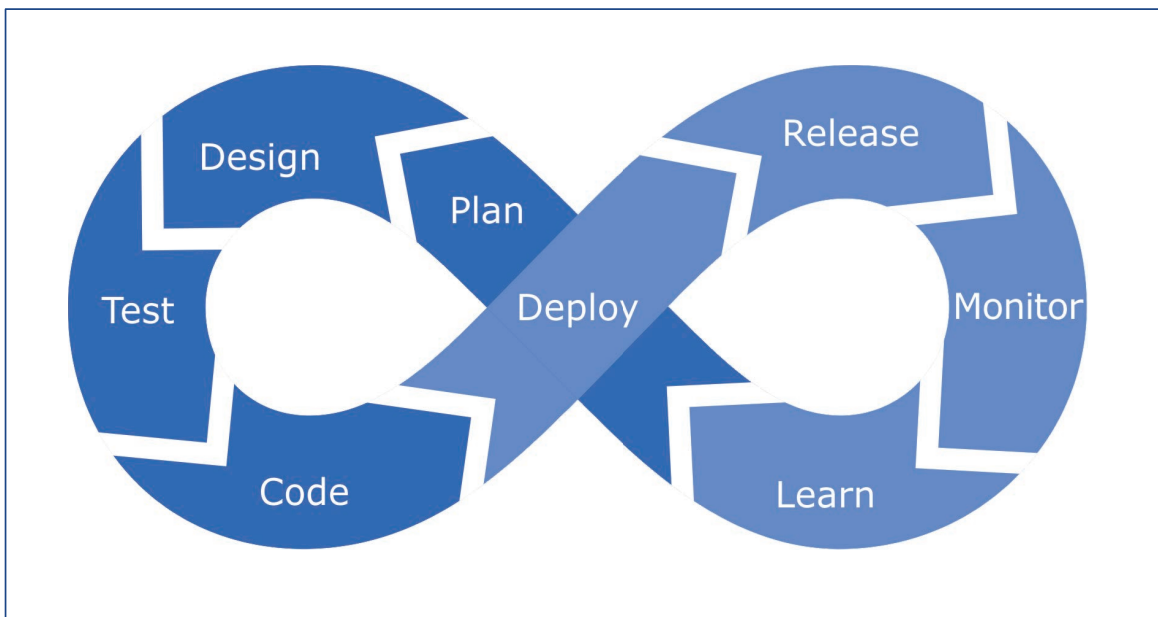 Release
Design
Plan
Deploy
Test
Monitor
Code
Learn